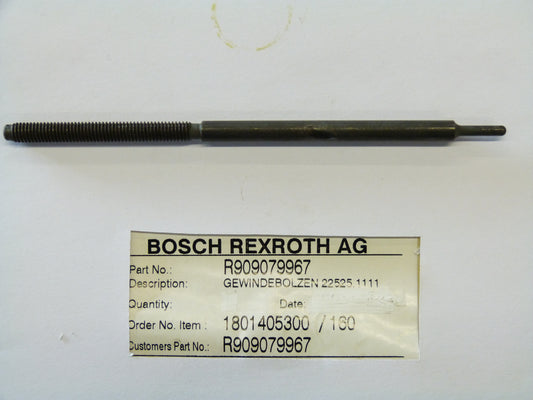 BOSCH REXROTH AG
Part No.: R909079967
Description: GEWINDEBOLZEN 22525,1111
Quantity: Date:
Order No. Item : 1801405300 / 160
Customers Part No.: R909079967